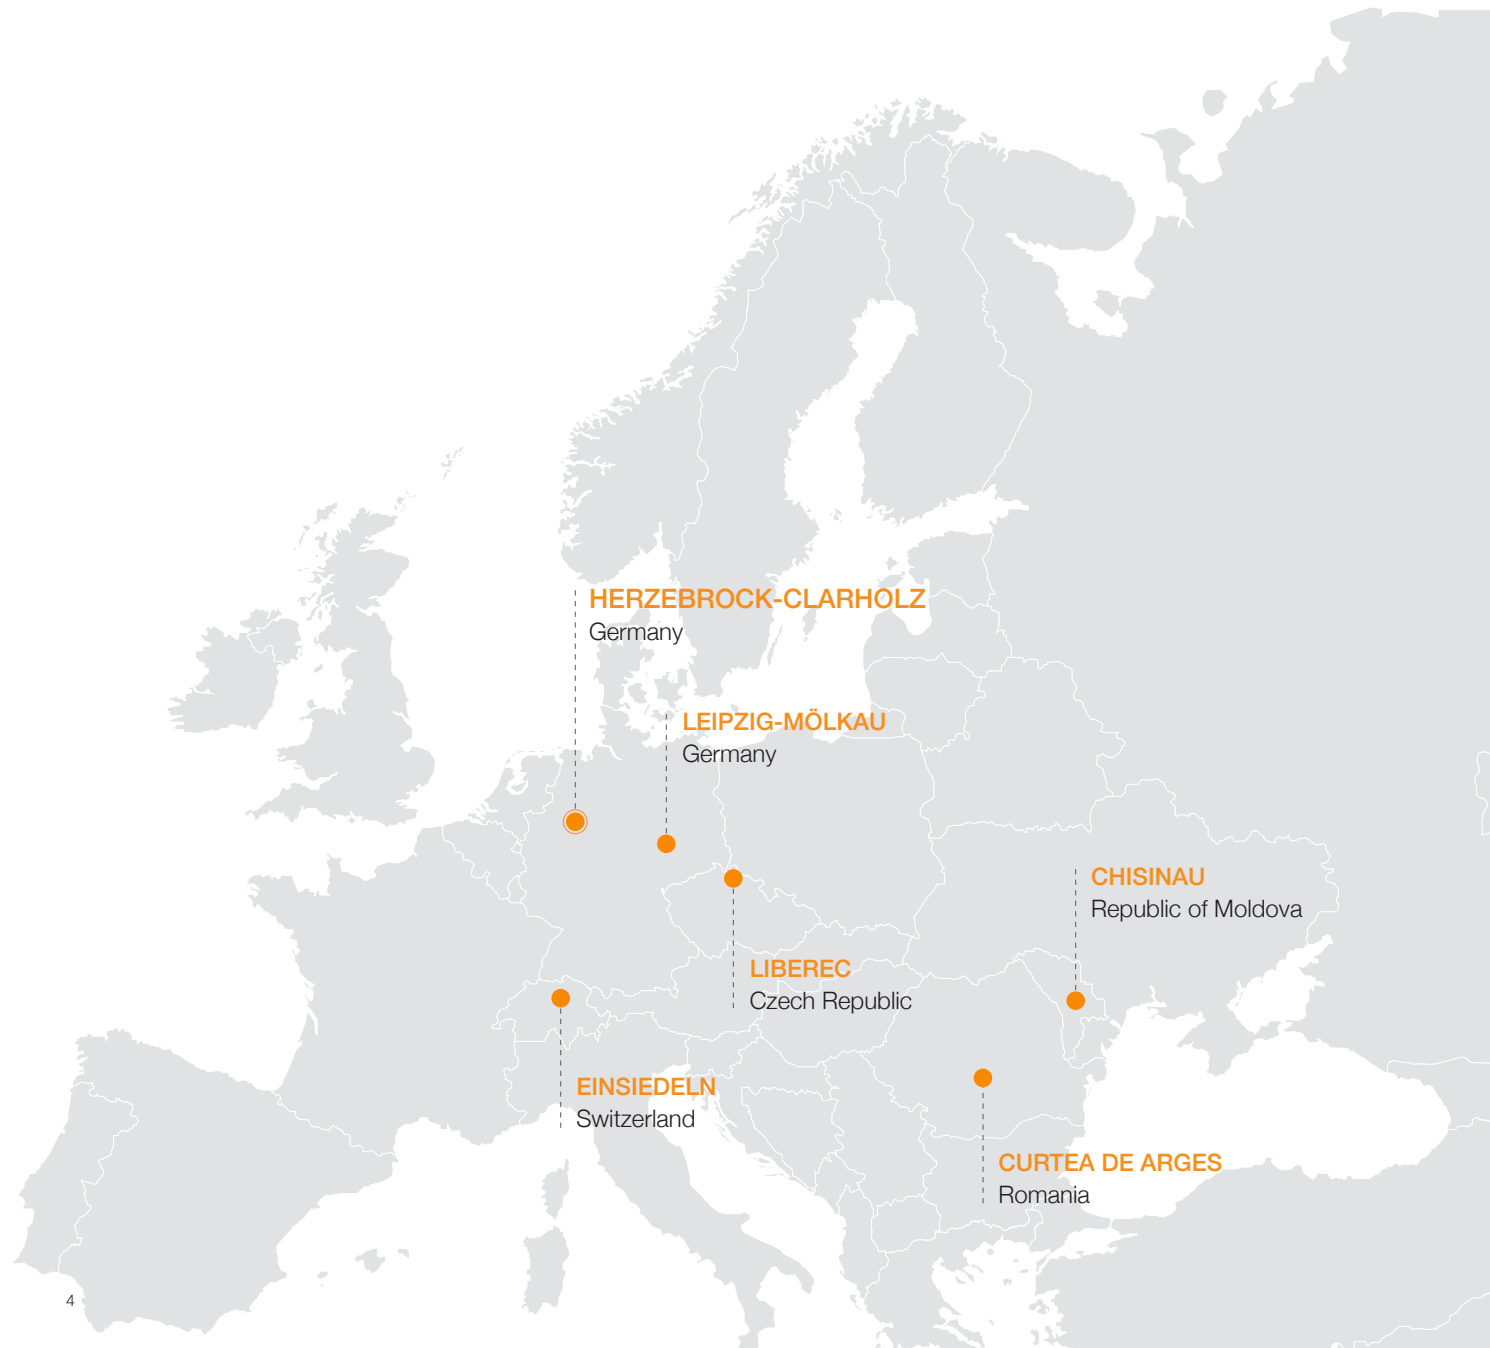 HERZEBROCK-CLARHOLZ
Germany
LEIPZIG-MÖLKAU
Germany
CHISINAU
Republic of Moldova
LIBEREC
Czech Republic
EINSIEDELN
Switzerland
CURTEA DE ARGES
Romania
4